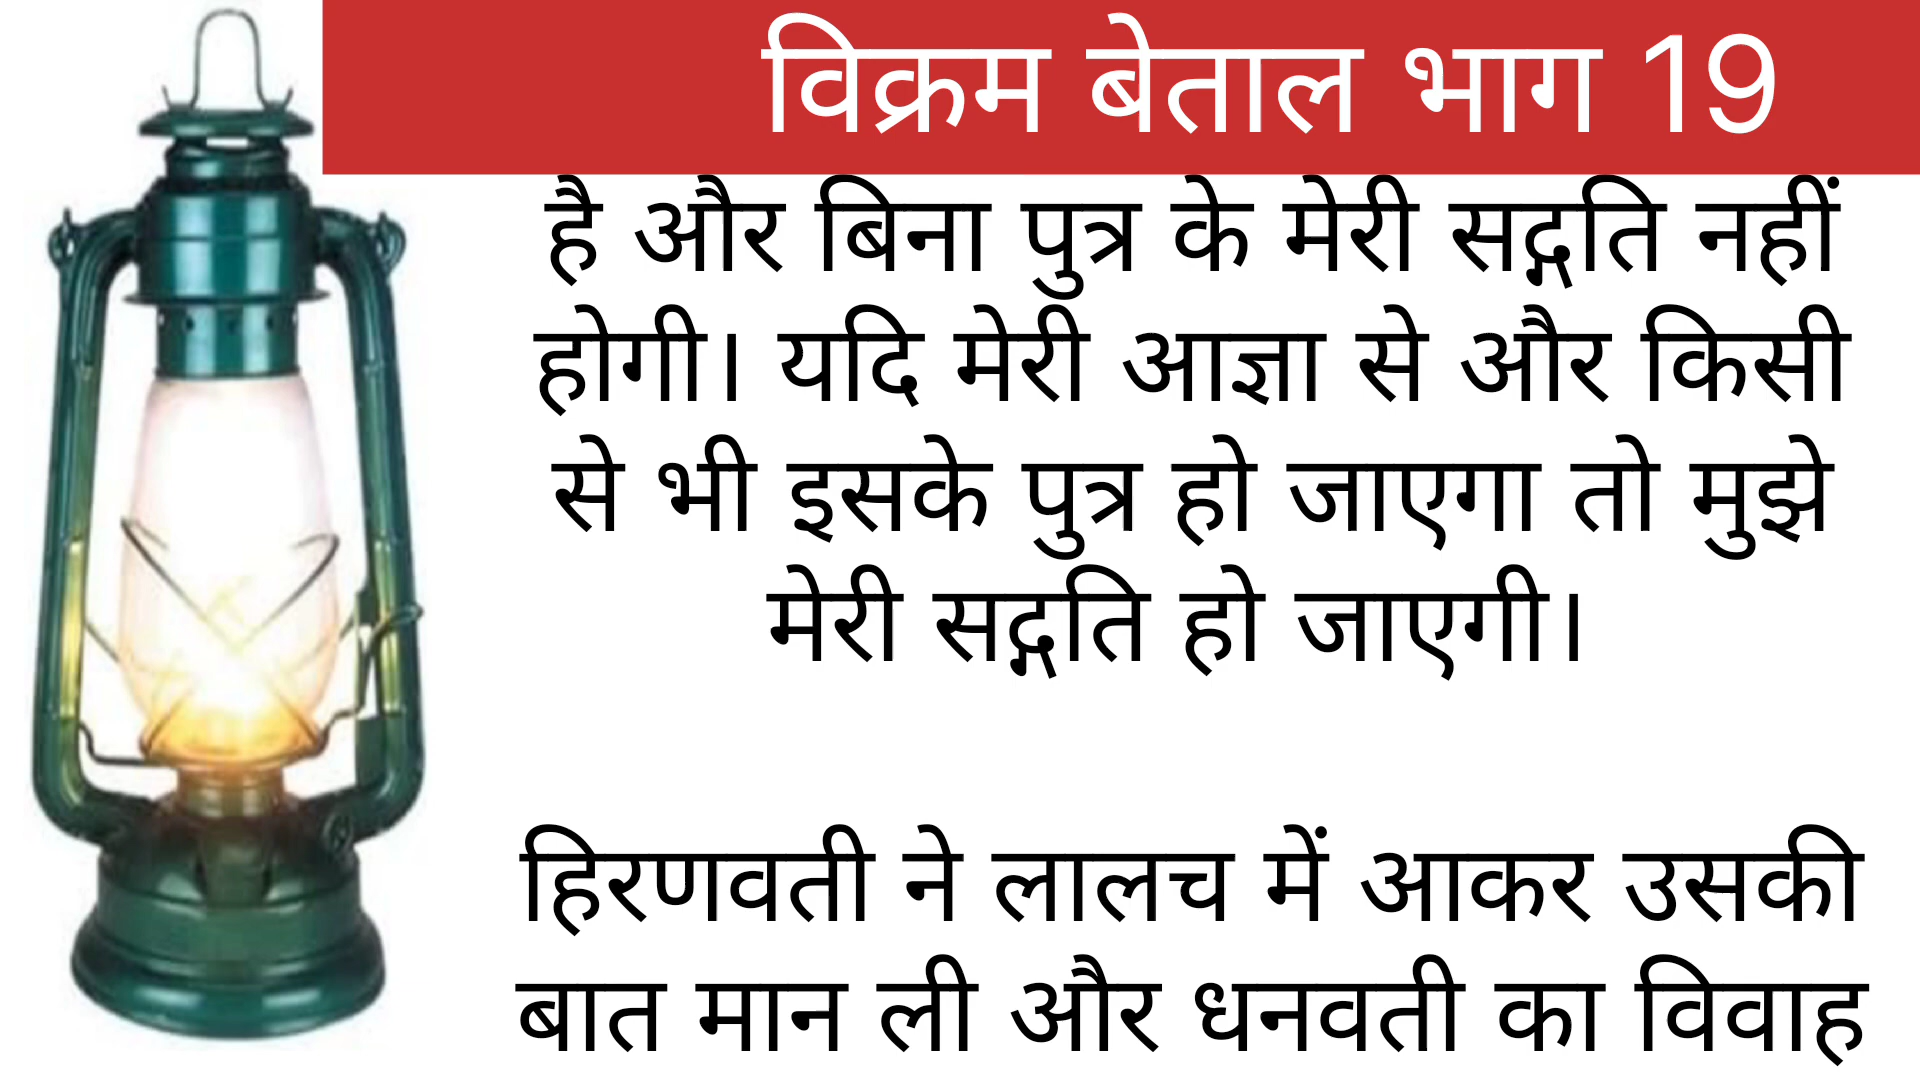 विक्रम बेताल भाग 19
है और बिना पुत्र के मेरी सद्गति नहीं
होगी। यदि मेरी आज्ञा से और किसी
से भी इसके पुत्र हो जाएगा तो मुझे
मेरी सद्गति हो जाएगी।
हिरणवती ने लालच में आकर उसकी
बात मान ली और धनवती का विवाह